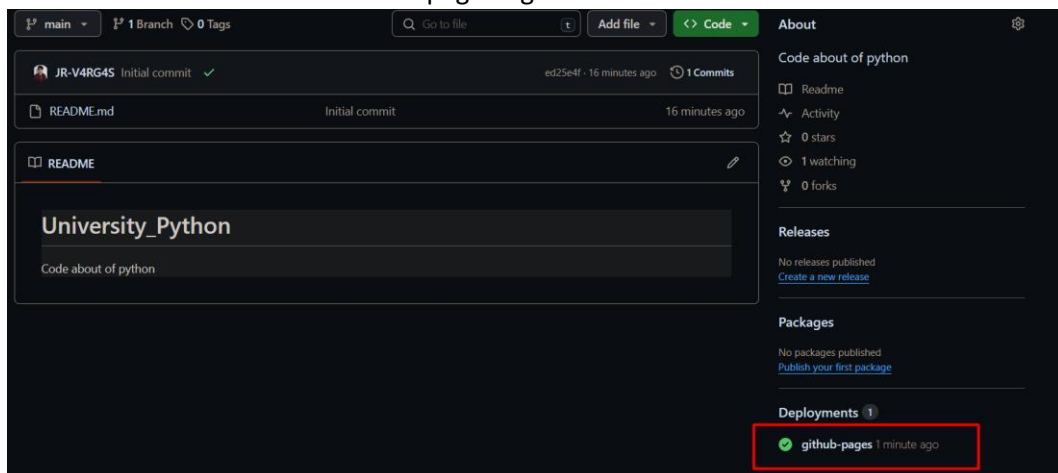 main 1 Branch 0 Tags Go to file t Add file Code
JR-V4RG4S Initial commit ed25e4f · 16 minutes ago 1 Commits
README.md Initial commit 16 minutes ago
README
University_Python
Code about of python
About
Code about of python
Readme
Activity
0 stars
1 watching
0 forks
Releases
No releases published
Create a new release
Packages
No packages published
Publish your first package
Deployments 1
github-pages 1 minute ago